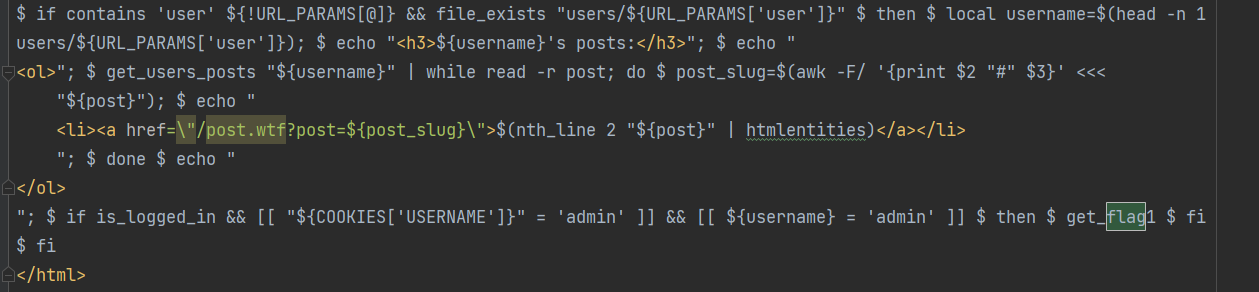 $ if contains 'user' ${!URL_PARAMS[@]} && file_exists "users/${URL_PARAMS['user']}" $ then $ local username=$(head -n 1
users/${URL_PARAMS['user']}); $ echo "<h3>${username}'s posts:</h3>"; $ echo "
<ol>"; $ get_users_posts "${username}" | while read -r post; do $ post_slug=$(awk -F/ '{print $2 "#" $3}' <<<
"${post}"); $ echo "
<li><a href=\"/post.wtf?post=${post_slug}\">$(nth_line 2 "${post}" | htmlentities)</a></li>
"; $ done $ echo "
</ol>
"; $ if is_logged_in && [[ "${COOKIES['USERNAME']}" = 'admin' ]] && [[ ${username} = 'admin' ]] $ then $ get_flag1 $ fi
$ fi
</html>